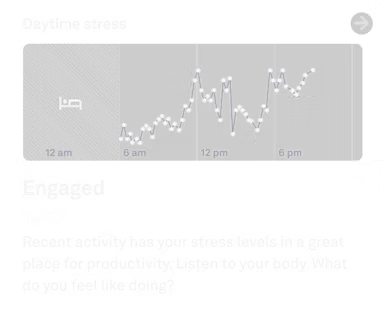 Daytime stress
12 am 6 am 12 pm 6 pm
Engaged
Recent activity has your stress levels in a great
place for productivity. Listen to your body. What
do you feel like doing?